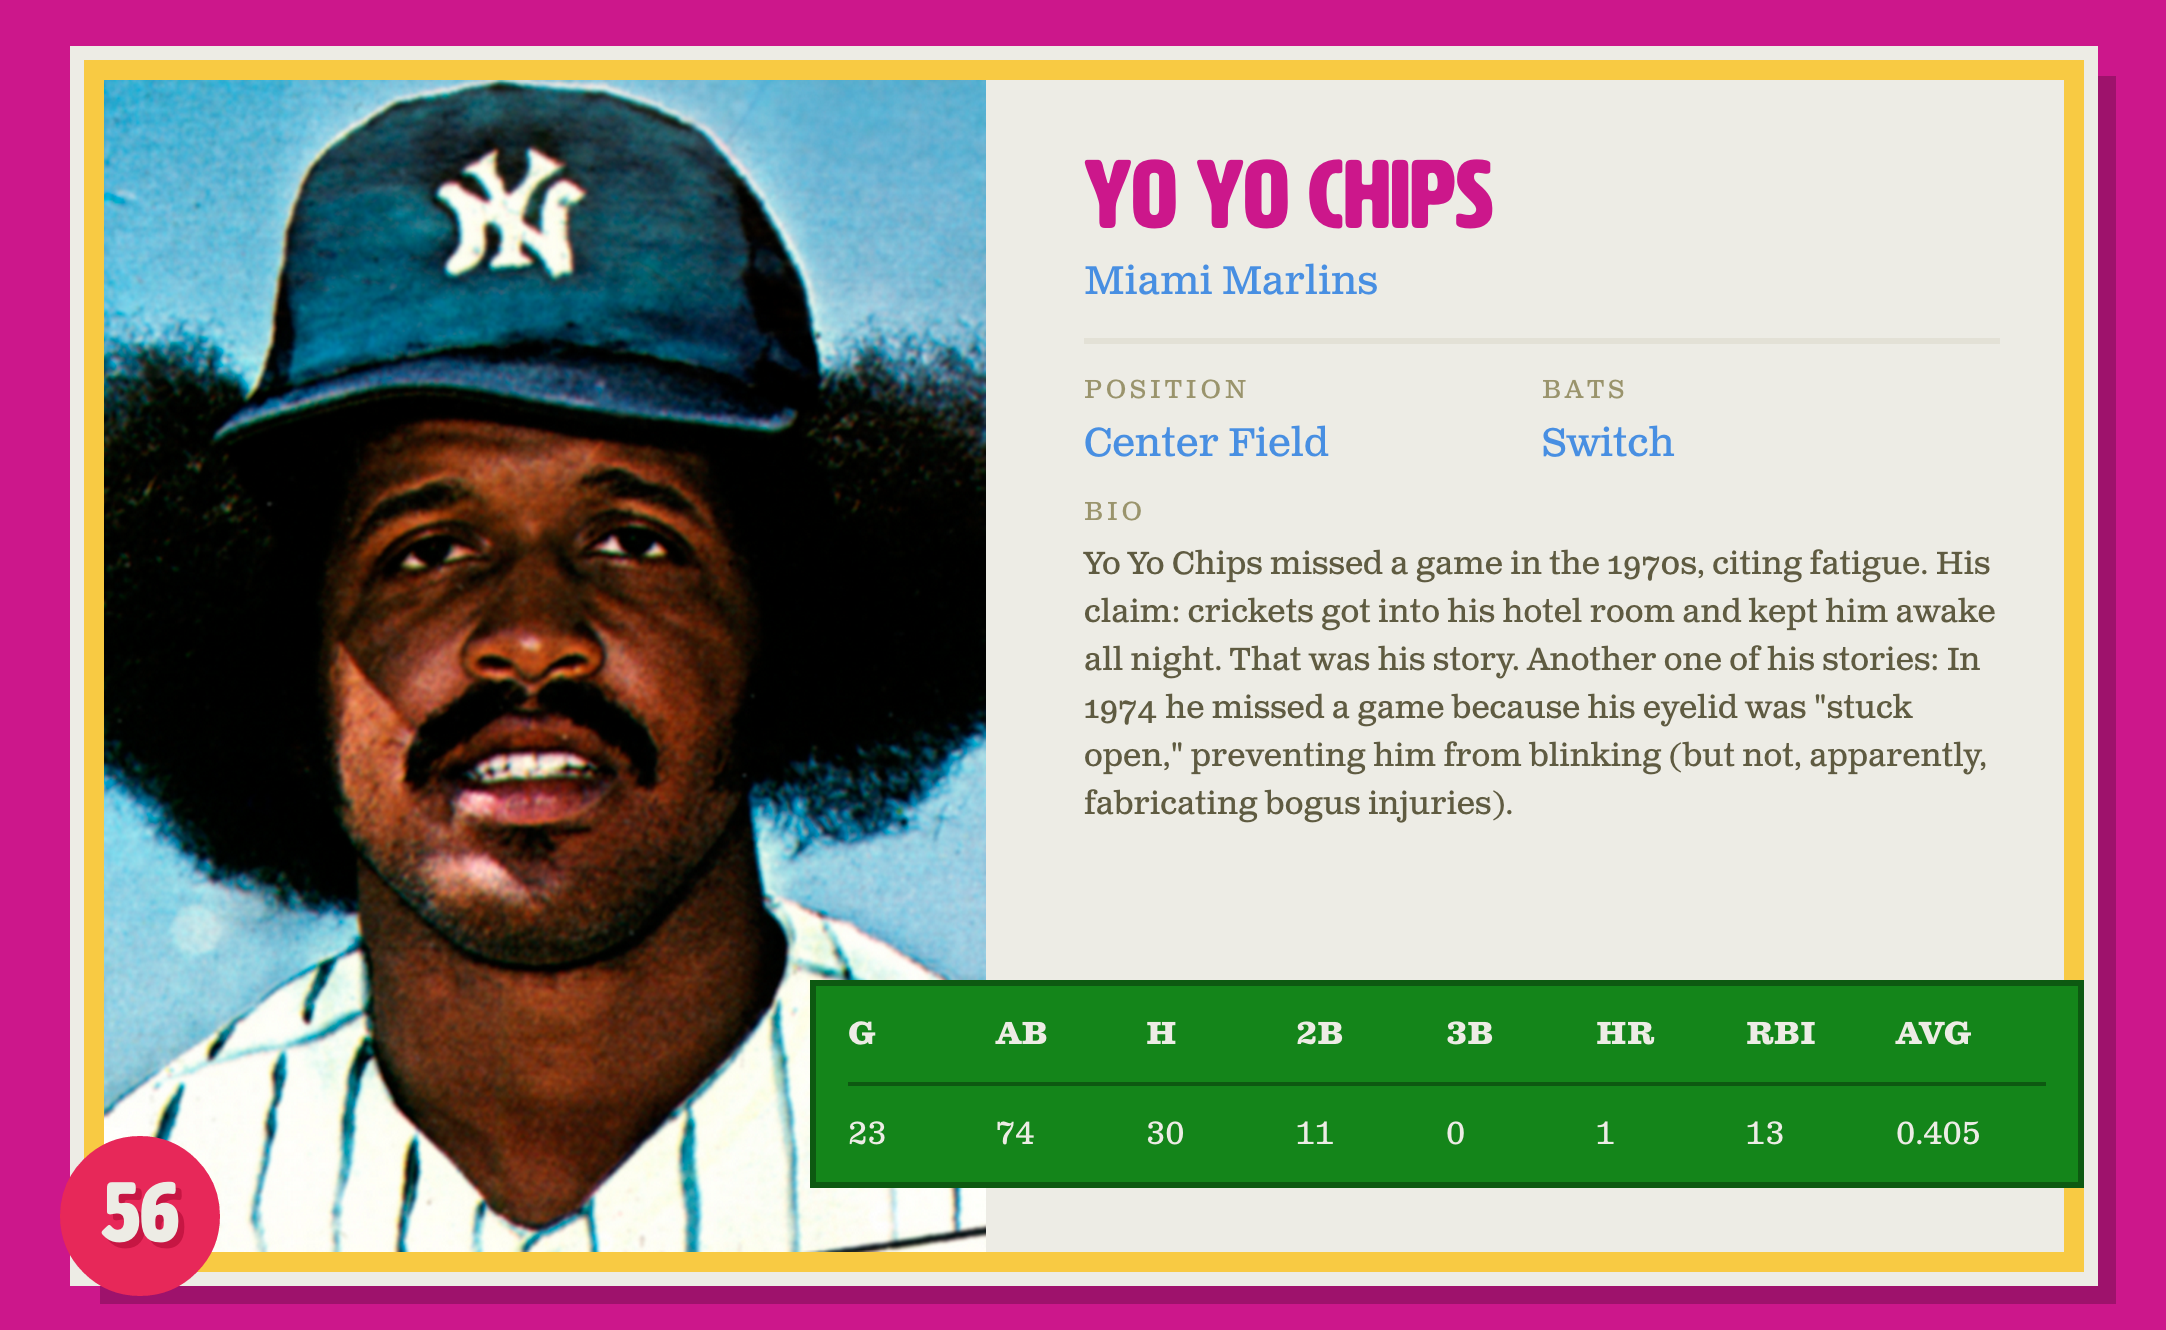 NY
YO YO CHIPS
Miami Marlins
POSITION
Center Field
BATS
Switch
BIO
Yo Yo Chips missed a game in the 1970s, citing fatigue. His
claim: crickets got into his hotel room and kept him awake
all night. That was his story. Another one of his stories: In
1974 he missed a game because his eyelid was "stuck
open," preventing him from blinking (but not, apparently,
fabricating bogus injuries).
G AB H 2B 3B HR RBI AVG
23 74 30 11 0 1 13 0.405
56